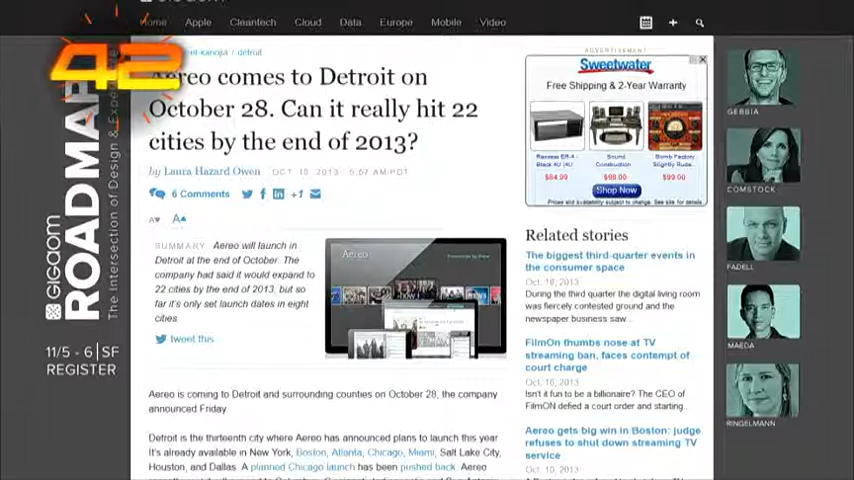 GIGAOM
Home Apple Cleantech Cloud Data Europe Mobile Video
42
detroit
Aereo comes to Detroit on
October 28. Can it really hit 22
cities by the end of 2013?
by Laura Hazard Owen OCT 18, 2013 - 5:57 AM PDT
6 Comments +1
A▾ A▴
SUMMARY: Aereo will launch in
Detroit at the end of October. The
company had said it would expand to
22 cities by the end of 2013, but so
far it's only set launch dates in eight
cities.
tweet this
Aereo
Aereo is coming to Detroit and surrounding counties on October 28, the company
announced Friday.
Detroit is the thirteenth city where Aereo has announced plans to launch this year.
It's already available in New York, Boston, Atlanta, Chicago, Miami, Salt Lake City,
Houston, and Dallas. A planned Chicago launch has been pushed back. Aereo
ADVERTISEMENT
Sweetwater
Free Shipping & 2-Year Warranty
Sound
Construction
Bomb Factory
$84.99 $99.00 $99.00
Shop Now
Prices and availability subject to change. See site for details.
Related stories
The biggest third-quarter events in
the consumer space
Oct. 18, 2013
During the third quarter the digital living room
was fiercely contested ground and the
newspaper business saw...
FilmOn thumbs nose at TV
streaming ban, faces contempt of
court charge
Oct. 16, 2013
Isn't it fun to be a billionaire? The CEO of
FilmON defied a court order and starting...
Aereo gets big win in Boston: judge
refuses to shut down streaming TV
service
Oct. 10, 2013
GIGAOM
ROADMAP
The Intersection of Design & Experience
11/5 - 6 | SF
REGISTER
GEBBIA
COMSTOCK
FADELL
MAEDA
RINGELMANN